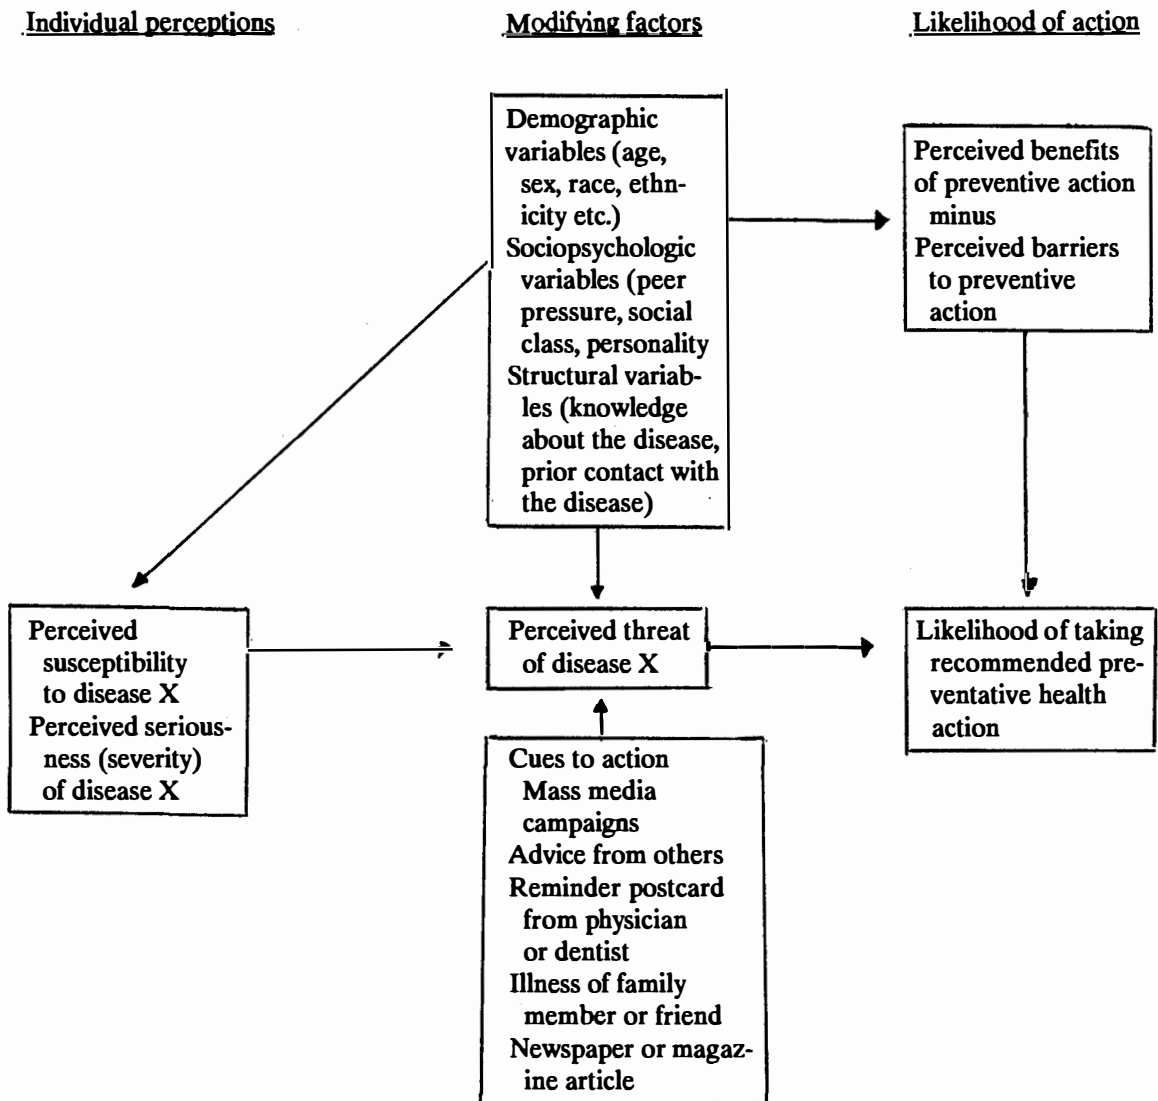 Individual perceptions
Modifying factors
Likelihood of action
Demographic
variables (age,
sex, race, ethn-
icity etc.)
Sociopsychologic
variables (peer
pressure, social
class, personality
Structural variab-
les (knowledge
about the disease,
prior contact with
the disease)
Perceived benefits
of preventive action
minus
Perceived barriers
to preventive
action
Perceived
susceptibility
to disease X
Perceived serious-
ness (severity)
of disease X
Perceived threat
of disease X
Likelihood of taking
recommended pre-
ventative health
action
Cues to action
Mass media
campaigns
Advice from others
Reminder postcard
from physician
or dentist
Illness of family
member or friend
Newspaper or magaz-
ine article